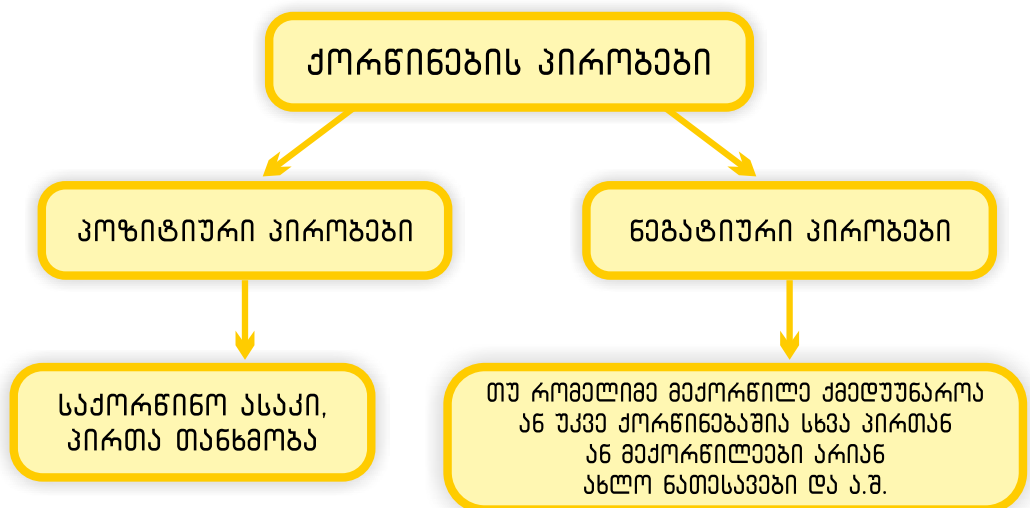 ქორწინების პირობები
პოზიტიური პირობები
ნეგატიური პირობები
საქორწინო ასაკი,
პირთა თანხმობა
თუ რომელიმე მექორწილე ქმედუუნაროა
ან უკვე ქორწინებაშია სხვა პირთან
ან მექორწილეები არიან
ახლო ნათესავები და ა.შ.